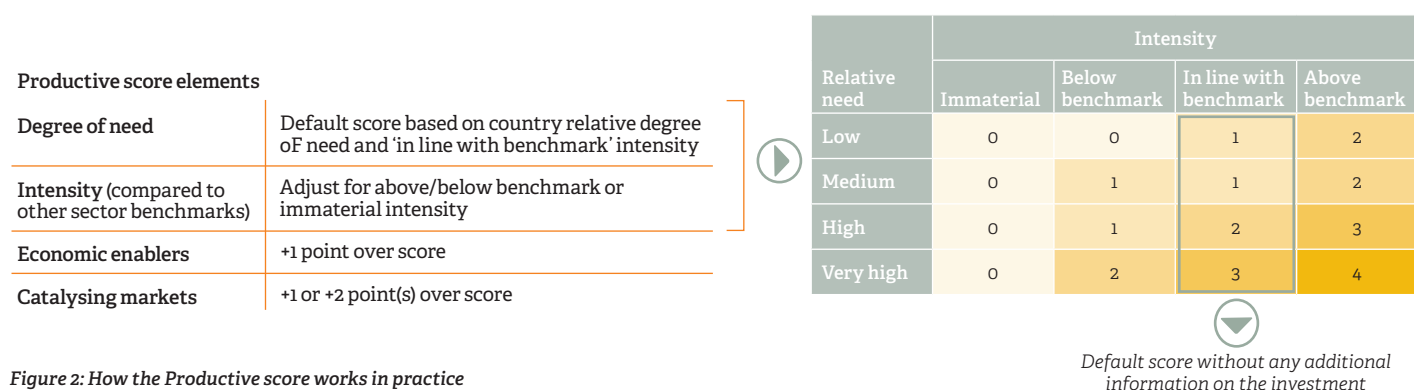 Productive score elements
Degree of need
Default score based on country relative degree
oF need and ‘in line with benchmark’ intensity
Intensity (compared to
other sector benchmarks)
Adjust for above/below benchmark or
immaterial intensity
Economic enablers
+1 point over score
Catalysing markets
+1 or +2 point(s) over score
Figure 2: How the Productive score works in practice
Intensity
Relative
need
Immaterial
Below
benchmark
In line with
benchmark
Above
benchmark
Low 0 0 1 2
Medium 0 1 1 2
High 0 1 2 3
Very high 0 2 3 4
Default score without any additional
information on the investment